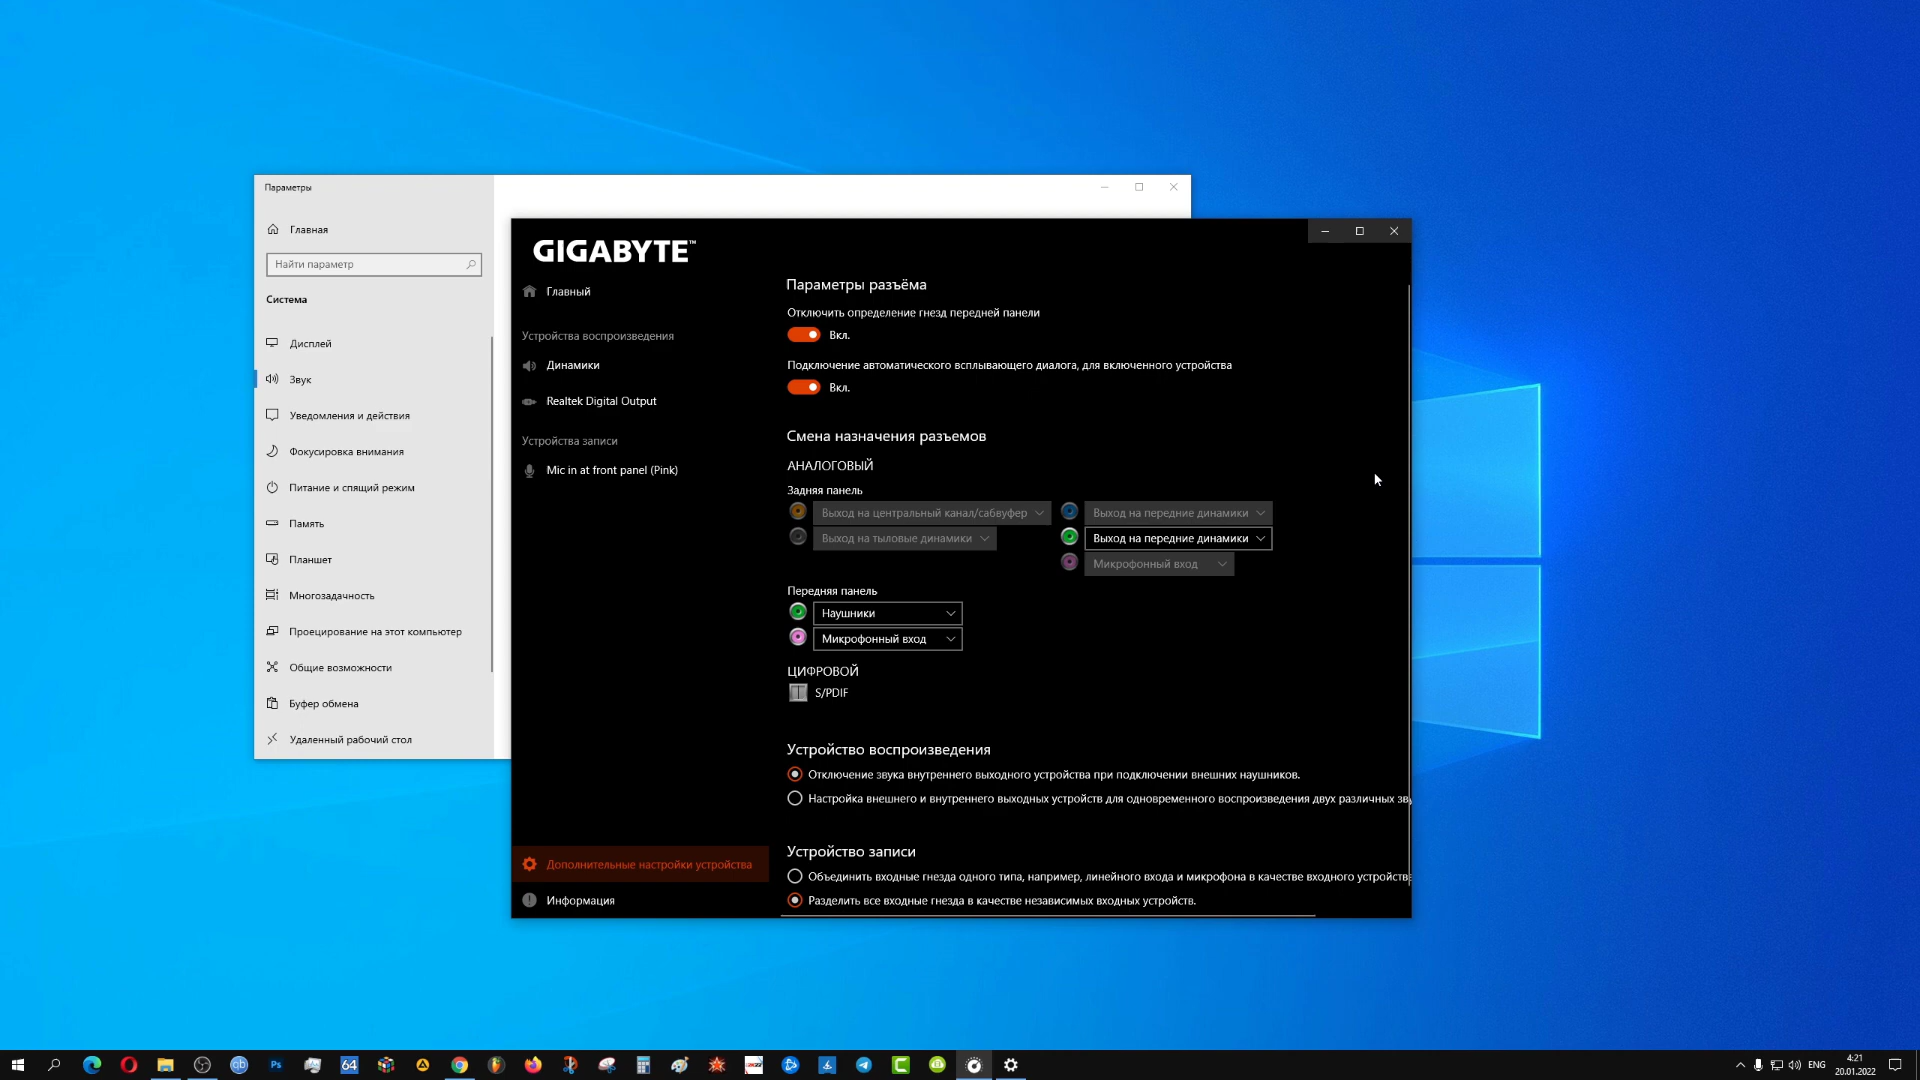 Параметры
Главная
Найти параметр
Система
Дисплей
Звук
Уведомления и действия
Фокусировка внимания
Питание и спящий режим
Память
Планшет
Многозадачность
Проецирование на этот компьютер
Общие возможности
Буфер обмена
Удаленный рабочий стол
GIGABYTE™
Главный
Устройства воспроизведения
Динамики
Realtek Digital Output
Устройства записи
Mic in at front panel (Pink)
Дополнительные настройки устройства
Информация
Параметры разъёма
Отключить определение гнезд передней панели
Вкл.
Подключение автоматического всплывающего диалога, для включенного устройства
Вкл.
Смена назначения разъемов
АНАЛОГОВЫЙ
Задняя панель
Выход на центральный канал/сабвуфер
Выход на передние динамики
Выход на тыловые динамики
Выход на передние динамики
Микрофонный вход
Передняя панель
Наушники
Микрофонный вход
ЦИФРОВОЙ
S/PDIF
Устройство воспроизведения
Отключение звука внутреннего выходного устройства при подключении внешних наушников.
Настройка внешнего и внутреннего выходных устройств для одновременного воспроизведения двух различных зву
Устройство записи
Объединить входные гнезда одного типа, например, линейного входа и микрофона в качестве входного устройств
Разделить все входные гнезда в качестве независимых входных устройств.
qb
Ps
64
ENG
4:21
20.01.2022